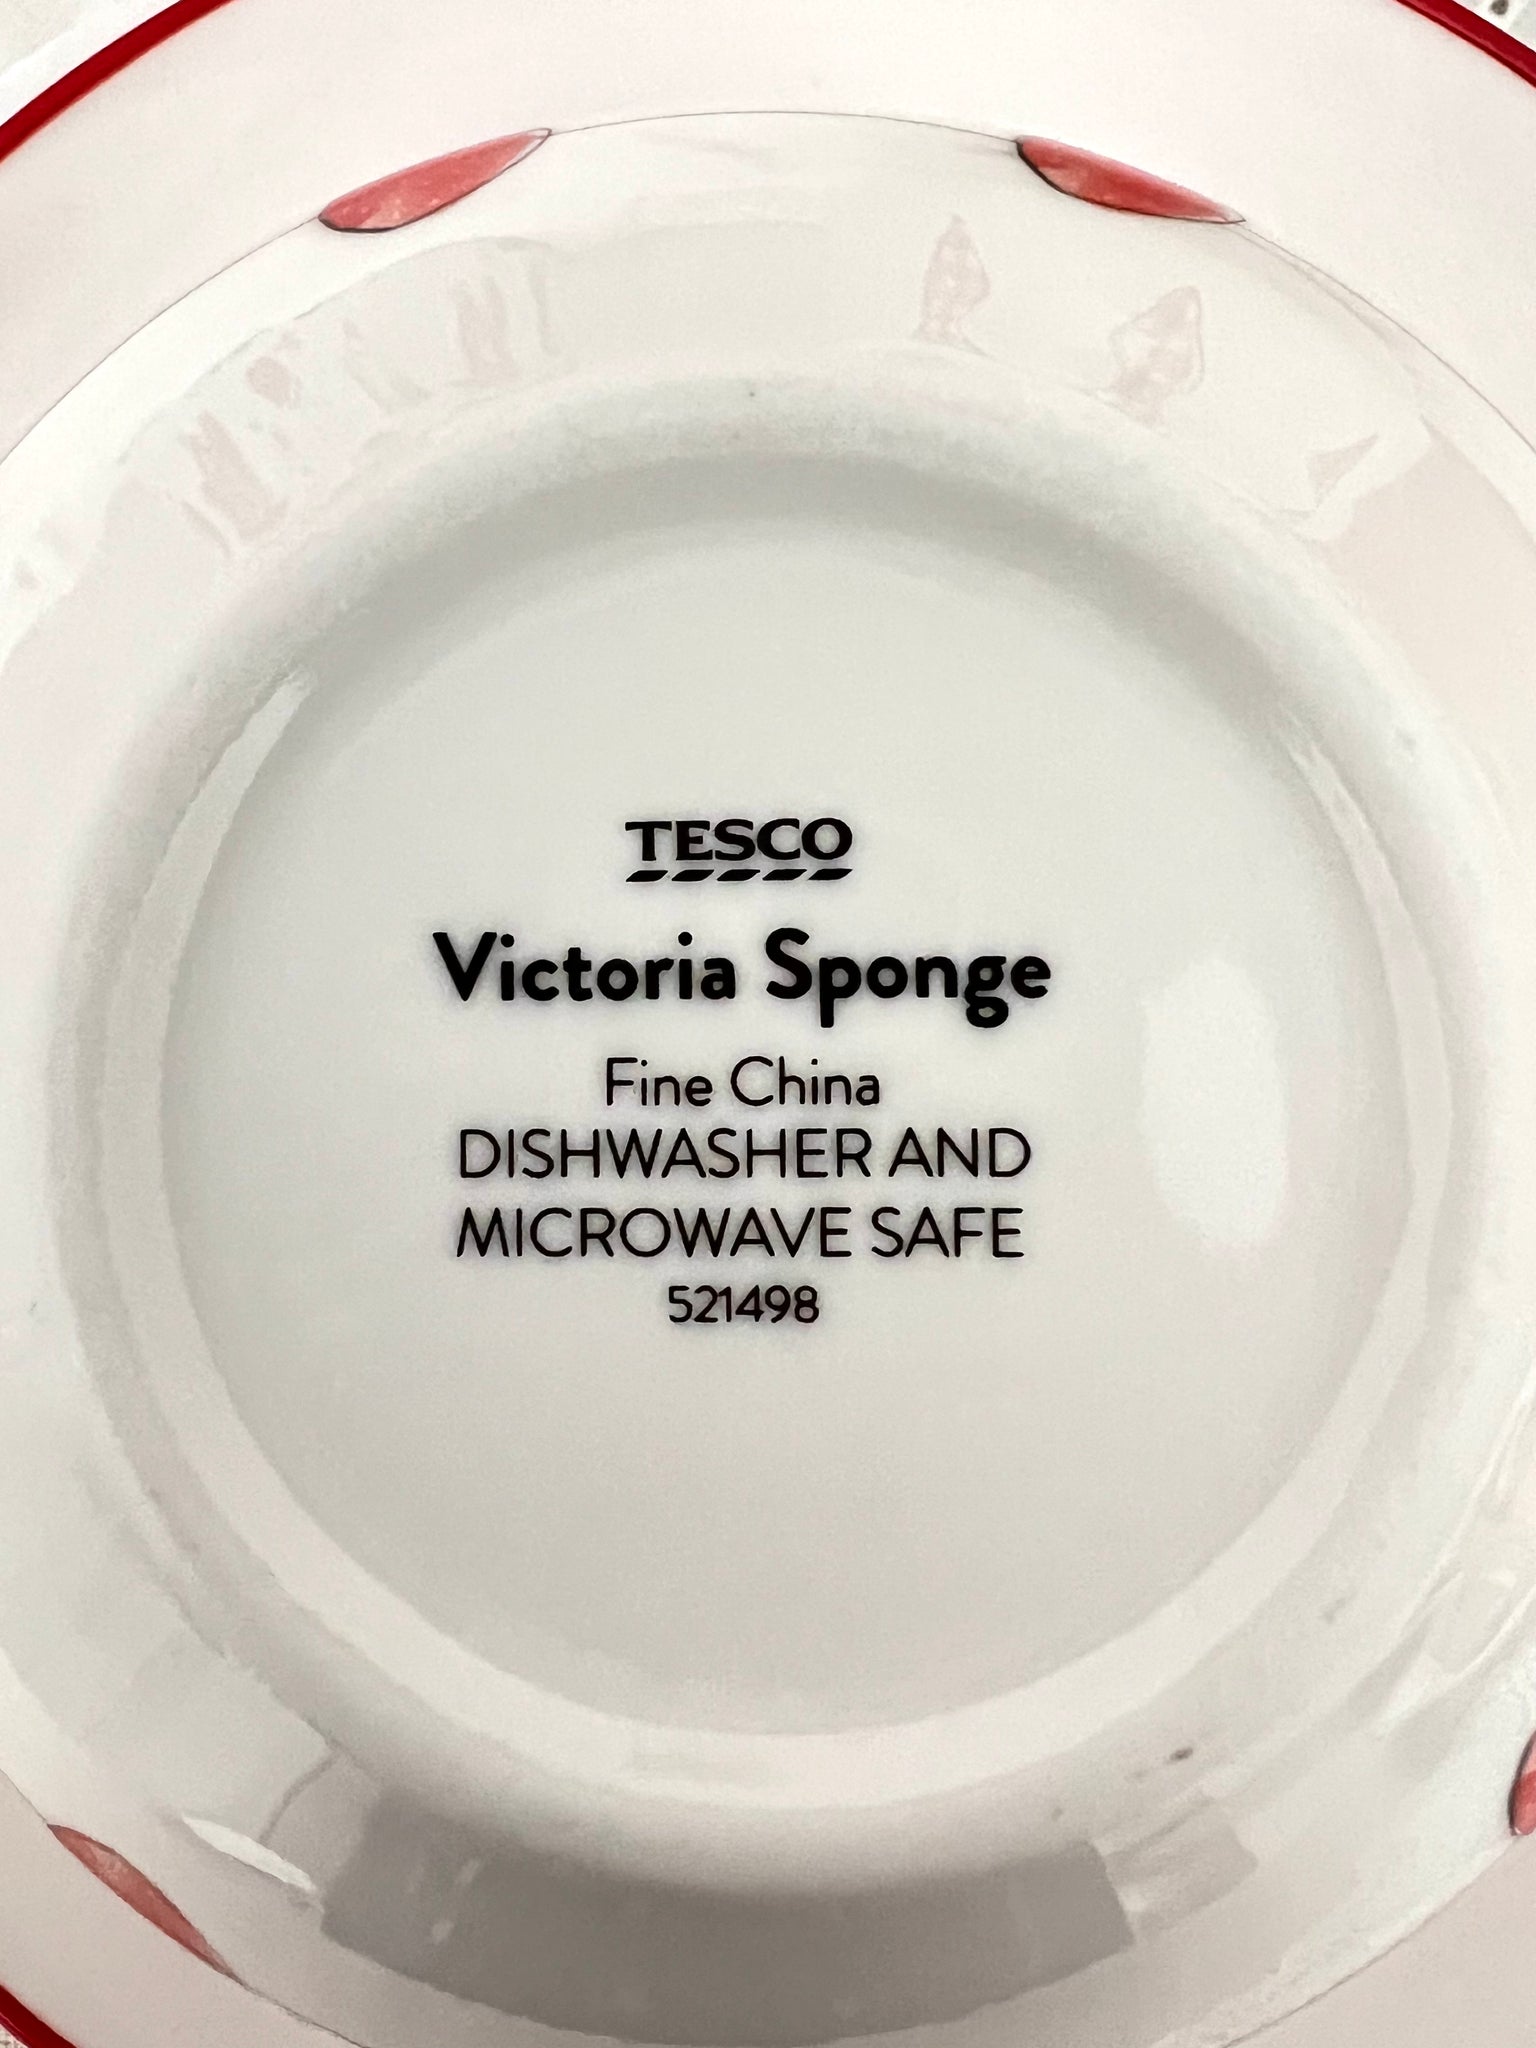 TESCO
Victoria Sponge
Fine China
DISHWASHER AND
MICROWAVE SAFE
521498